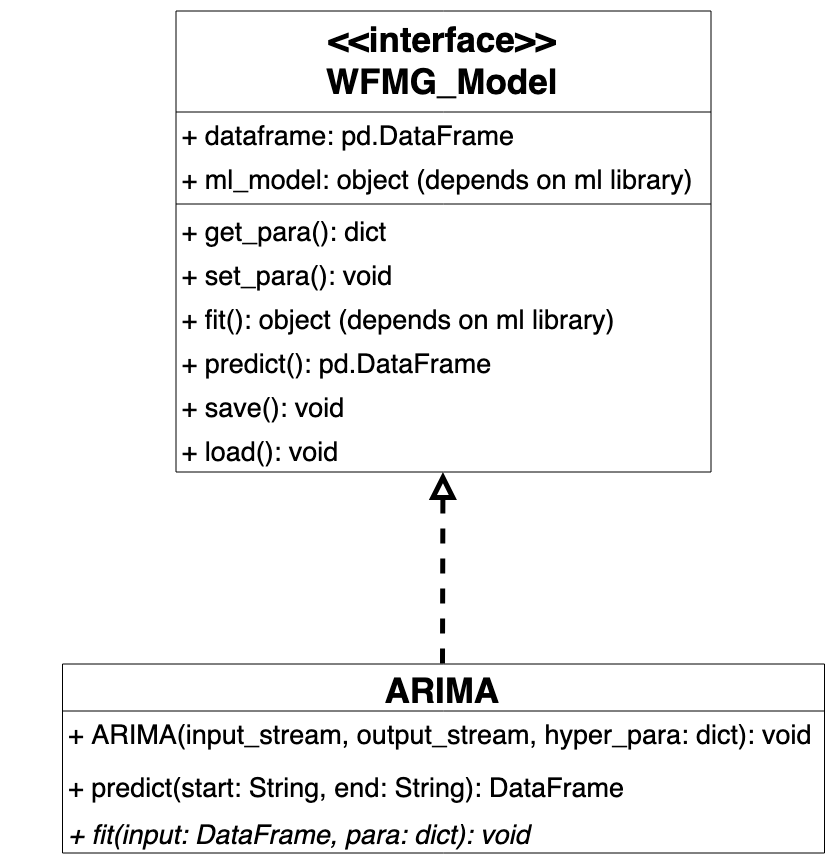 <<interface>>
WFMG_Model
+ dataframe: pd.DataFrame
+ ml_model: object (depends on ml library)
+ get_para(): dict
+ set_para(): void
+ fit(): object (depends on ml library)
+ predict(): pd.DataFrame
+ save(): void
+ load(): void
ARIMA
+ ARIMA(input_stream, output_stream, hyper_para: dict): void
+ predict(start: String, end: String): DataFrame
+ fit(input: DataFrame, para: dict): void